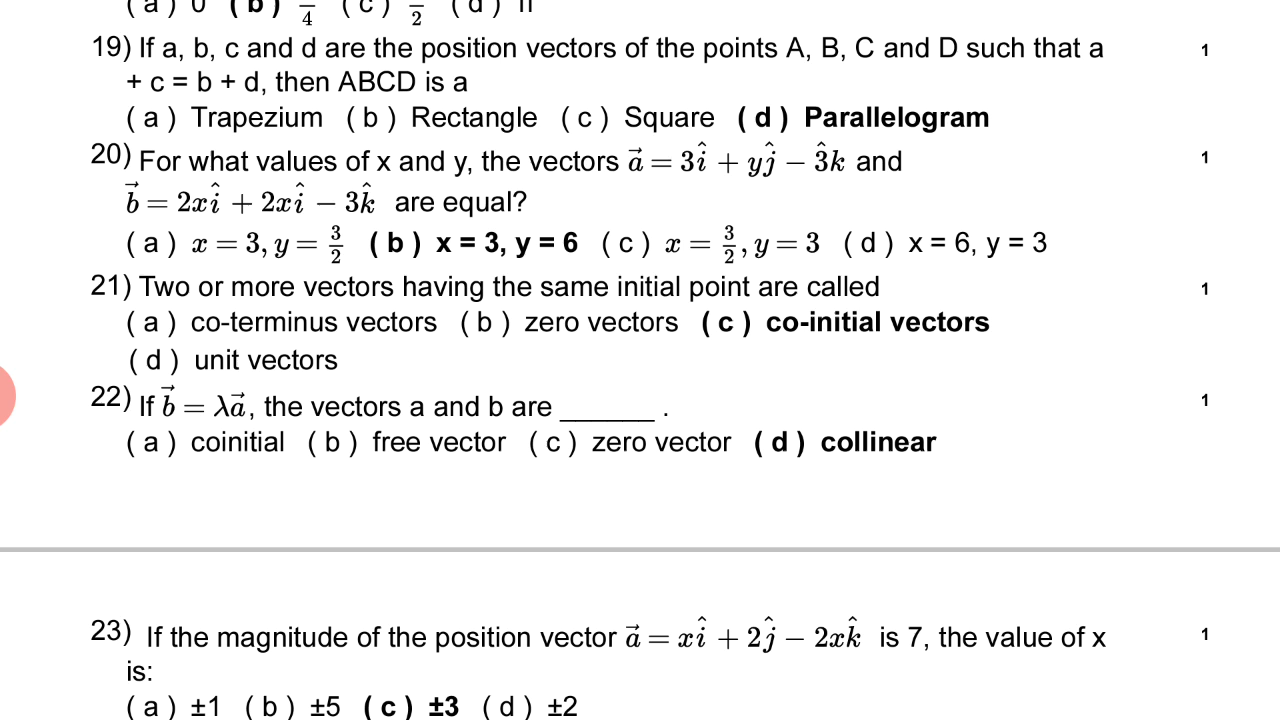 ( a ) 0 ( b ) π/4 ( c ) π/2 ( d ) π
19) If a, b, c and d are the position vectors of the points A, B, C and D such that a 1
+ c = b + d, then ABCD is a
( a ) Trapezium ( b ) Rectangle ( c ) Square ( d ) Parallelogram
20) For what values of x and y, the vectors a⃗ = 3î + yĵ − 3̂k and 1
b⃗ = 2xî + 2xî − 3k̂ are equal?
( a ) x = 3, y = 3/2 ( b ) x = 3, y = 6 ( c ) x = 3/2, y = 3 ( d ) x = 6, y = 3
21) Two or more vectors having the same initial point are called 1
( a ) co-terminus vectors ( b ) zero vectors ( c ) co-initial vectors
( d ) unit vectors
22) If b⃗ = λa⃗, the vectors a and b are ______ . 1
( a ) coinitial ( b ) free vector ( c ) zero vector ( d ) collinear
23) If the magnitude of the position vector a⃗ = xî + 2ĵ − 2xk̂ is 7, the value of x 1
is:
( a ) ±1 ( b ) ±5 ( c ) ±3 ( d ) ±2